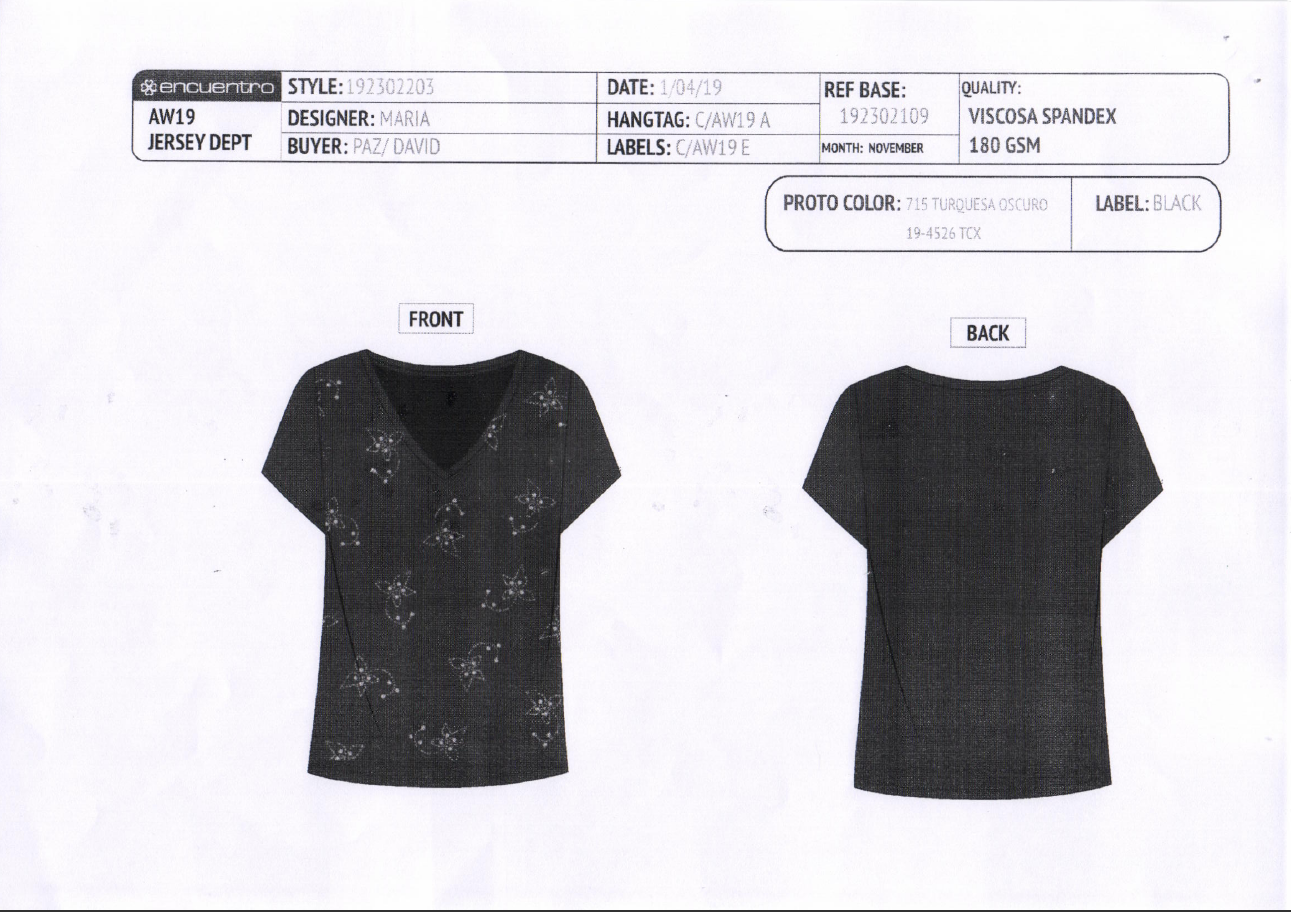 encuentro
AW19
JERSEY DEPT
STYLE: 192302203
DESIGNER: MARIA
BUYER: PAZ/ DAVID
DATE: 1/04/19
HANGTAG: C/AW19 A
LABELS: C/AW19 E
REF BASE:
192302109
MONTH: NOVEMBER
QUALITY:
VISCOSA SPANDEX
180 GSM
PROTO COLOR: 715 TURQUESA OSCURO
19-4526 TCX
LABEL: BLACK
FRONT
BACK